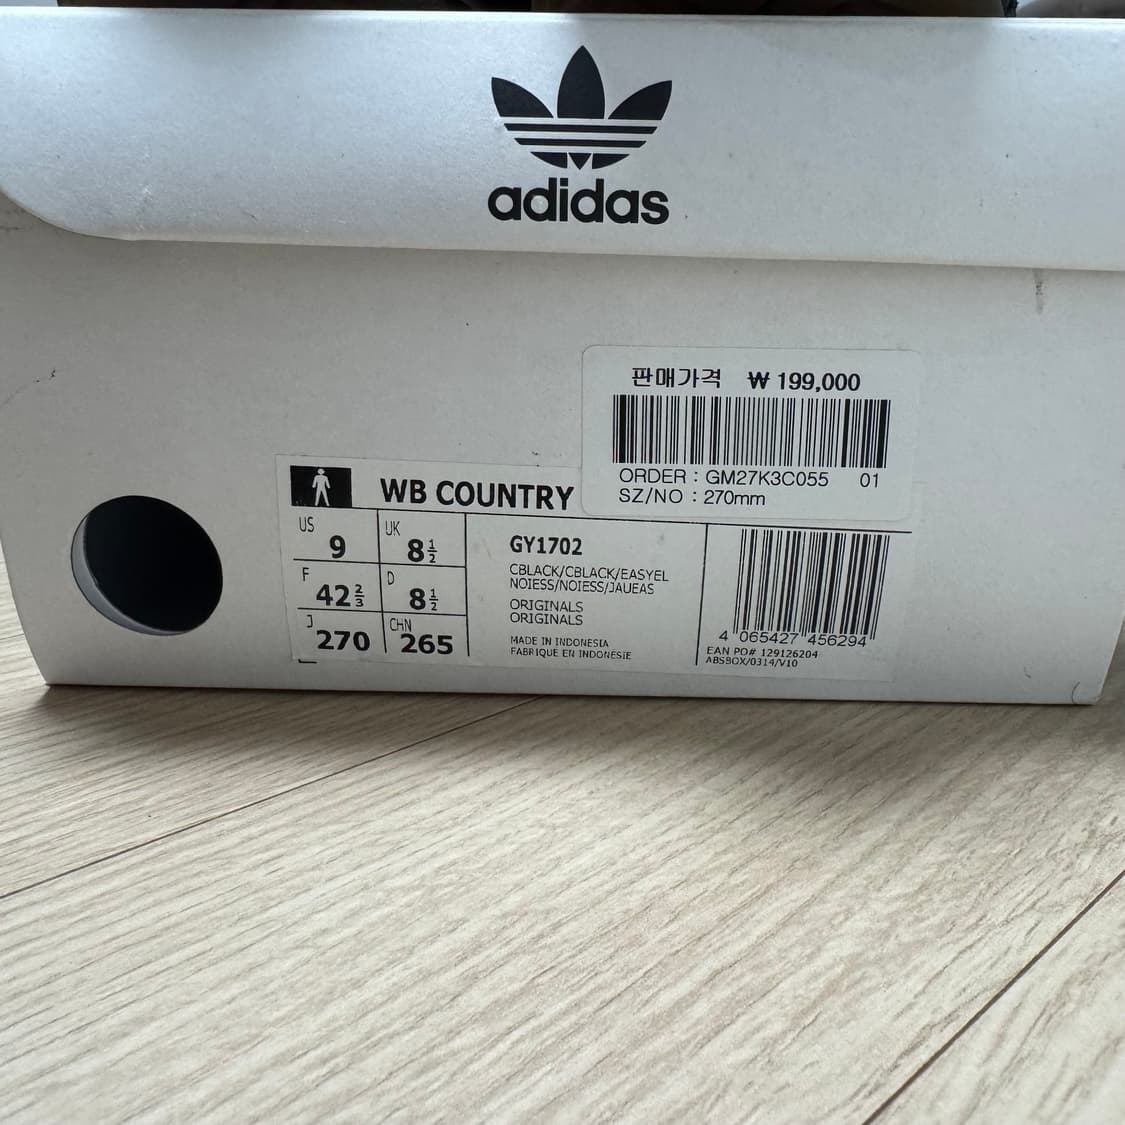 adidas
판매가격 ₩ 199,000
ORDER : GM27K3C055 01
SZ/NO : 270mm
WB COUNTRY
US 9
UK 8½
F 42⅔
D 8½
J 270
CHN 265
GY1702
CBLACK/CBLACK/EASYEL
NOIESS/NOIESS/JAUEAS
ORIGINALS
ORIGINALS
MADE IN INDONESIA
FABRIQUE EN INDONESIE
4 065427 456294
EAN PO# 129126204
ABSBOX/0314/V10